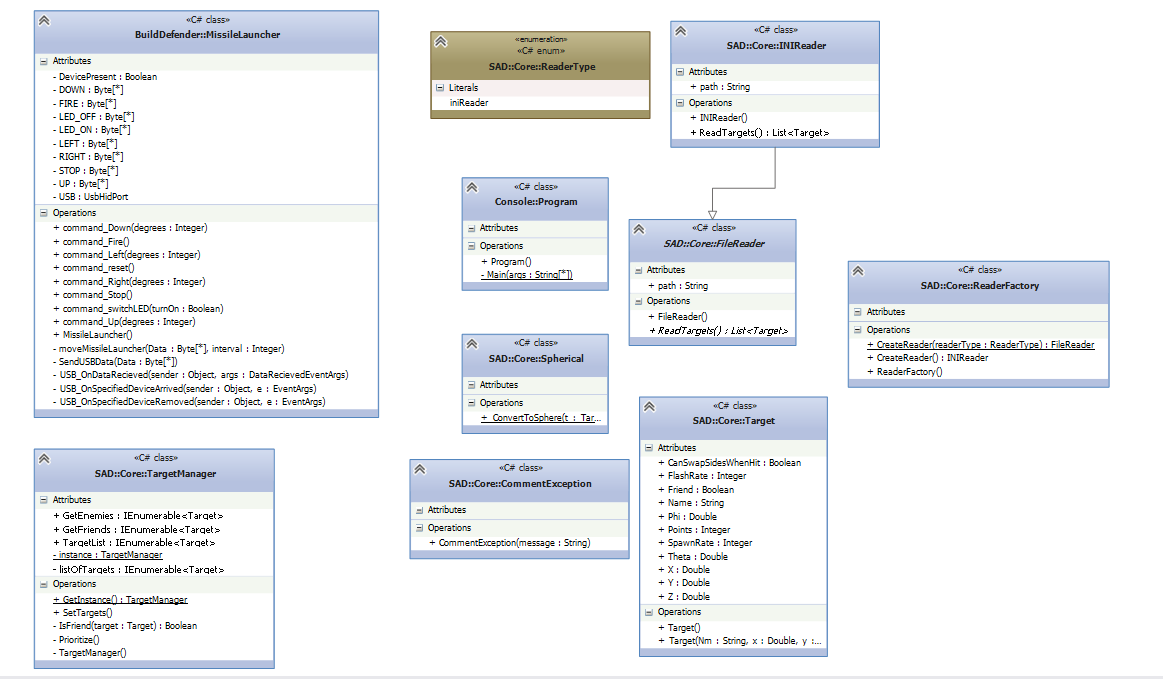 «C# class»
BuildDefender::MissileLauncher
Attributes
- DevicePresent : Boolean
- DOWN : Byte[*]
- FIRE : Byte[*]
- LED_OFF : Byte[*]
- LED_ON : Byte[*]
- LEFT : Byte[*]
- RIGHT : Byte[*]
- STOP : Byte[*]
- UP : Byte[*]
- USB : UsbHidPort
Operations
+ command_Down(degrees : Integer)
+ command_Fire()
+ command_Left(degrees : Integer)
+ command_reset()
+ command_Right(degrees : Integer)
+ command_Stop()
+ command_switchLED(turnOn : Boolean)
+ command_Up(degrees : Integer)
+ MissileLauncher()
- moveMissileLauncher(Data : Byte[*], interval : Integer)
- SendUSBData(Data : Byte[*])
- USB_OnDataRecieved(sender : Object, args : DataRecievedEventArgs)
- USB_OnSpecifiedDeviceArrived(sender : Object, e : EventArgs)
- USB_OnSpecifiedDeviceRemoved(sender : Object, e : EventArgs)
«enumeration»
«C# enum»
SAD::Core::ReaderType
Literals
iniReader
«C# class»
SAD::Core::INIReader
Attributes
+ path : String
Operations
+ INIReader()
+ ReadTargets() : List<Target>
«C# class»
Console::Program
Attributes
Operations
+ Program()
- Main(args : String[*])
«C# class»
SAD::Core::FileReader
Attributes
+ path : String
Operations
+ FileReader()
+ ReadTargets() : List<Target>
«C# class»
SAD::Core::ReaderFactory
Attributes
Operations
+ CreateReader(readerType : ReaderType) : FileReader
+ CreateReader() : INIReader
+ ReaderFactory()
«C# class»
SAD::Core::Spherical
Attributes
Operations
+ ConvertToSphere(t : Tar...
«C# class»
SAD::Core::Target
Attributes
+ CanSwapSidesWhenHit : Boolean
+ FlashRate : Integer
+ Friend : Boolean
+ Name : String
+ Phi : Double
+ Points : Integer
+ SpawnRate : Integer
+ Theta : Double
+ X : Double
+ Y : Double
+ Z : Double
Operations
+ Target()
+ Target(Nm : String, x : Double, y :...
«C# class»
SAD::Core::TargetManager
Attributes
+ GetEnemies : IEnumerable<Target>
+ GetFriends : IEnumerable<Target>
+ TargetList : IEnumerable<Target>
- instance : TargetManager
- listOfTargets : IEnumerable<Target>
Operations
+ GetInstance() : TargetManager
+ SetTargets()
- IsFriend(target : Target) : Boolean
- Prioritize()
- TargetManager()
«C# class»
SAD::Core::CommentException
Attributes
Operations
+ CommentException(message : String)